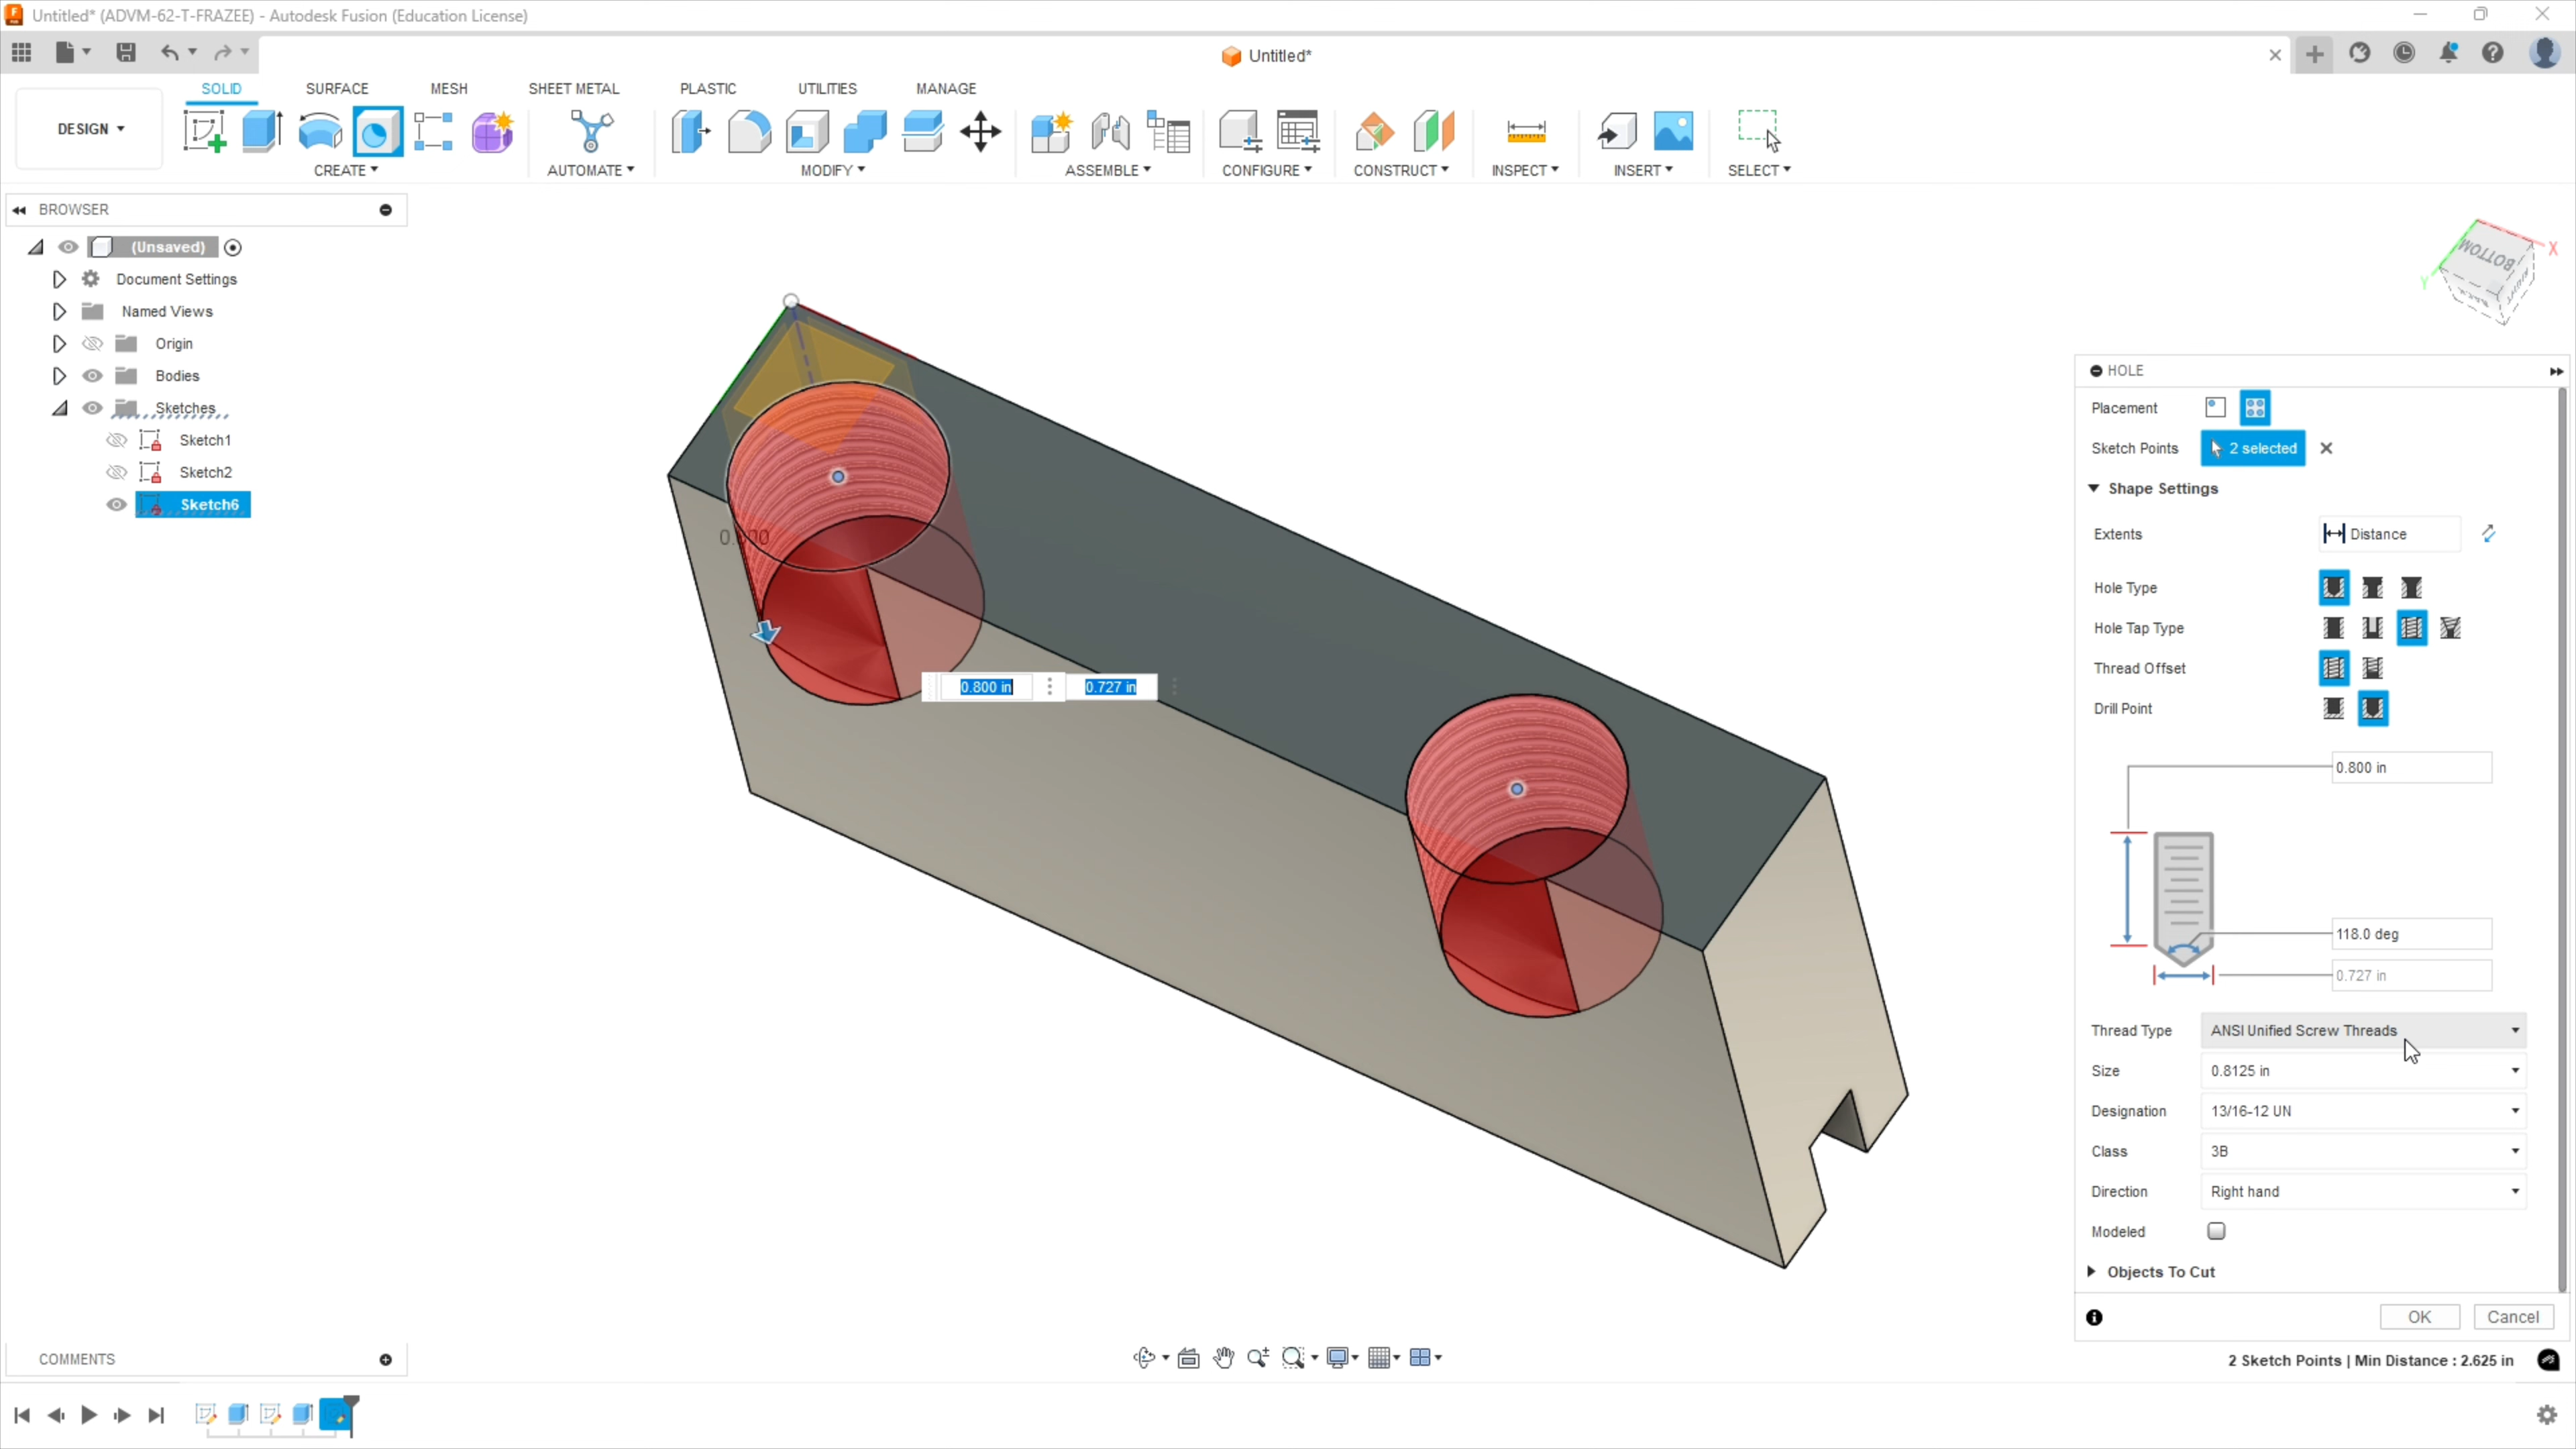 Untitled* (ADVM-62-T-FRAZEE) - Autodesk Fusion (Education License)
Untitled*
SOLID SURFACE MESH SHEET METAL PLASTIC UTILITIES MANAGE
DESIGN
CREATE AUTOMATE MODIFY ASSEMBLE CONFIGURE CONSTRUCT INSPECT INSERT SELECT
BROWSER
(Unsaved)
Document Settings
Named Views
Origin
Bodies
Sketches
Sketch1
Sketch2
Sketch6
BOTTOM
X
Y
0.800 in 0.727 in
HOLE
Placement
Sketch Points 2 selected
Shape Settings
Extents Distance
Hole Type
Hole Tap Type
Thread Offset
Drill Point
0.800 in
118.0 deg
0.727 in
Thread Type ANSI Unified Screw Threads
Size 0.8125 in
Designation 13/16-12 UN
Class 3B
Direction Right hand
Modeled
Objects To Cut
OK Cancel
COMMENTS
2 Sketch Points | Min Distance : 2.625 in